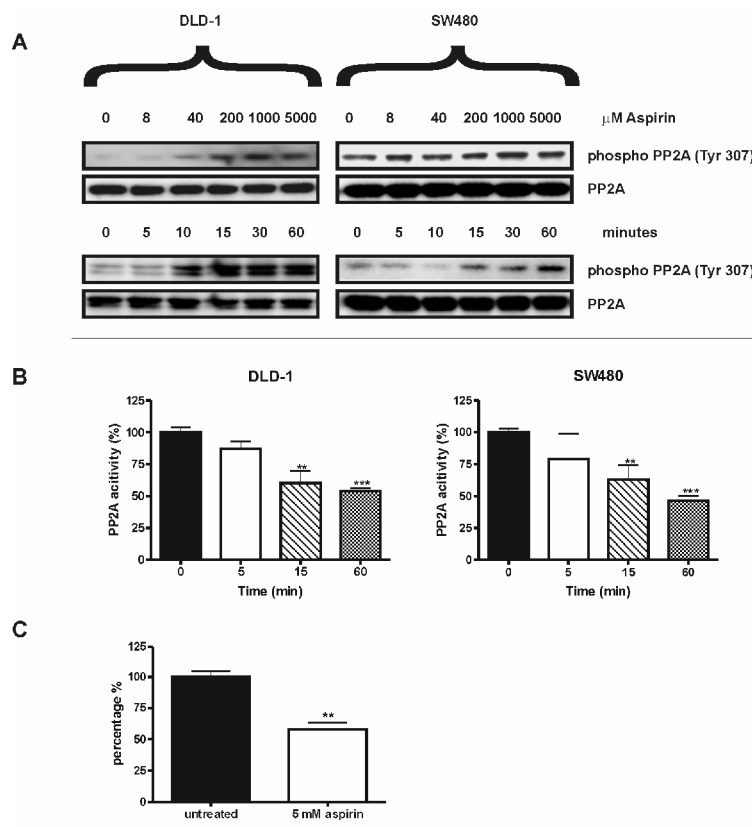 DLD-1 SW480
A
0 8 40 200 1000 5000 0 8 40 200 1000 5000 µM Aspirin
phospho PP2A (Tyr 307)
PP2A
0 5 10 15 30 60 0 5 10 15 30 60 minutes
phospho PP2A (Tyr 307)
PP2A
B
DLD-1
PP2A acitivity (%)
125
100
75
50
25
0
** ***
0 5 15 60
Time (min)
SW480
PP2A acitivity (%)
125
100
75
50
25
0
** ***
0 5 15 60
Time (min)
C
percentage %
125
100
75
50
25
0
**
untreated 5 mM aspirin